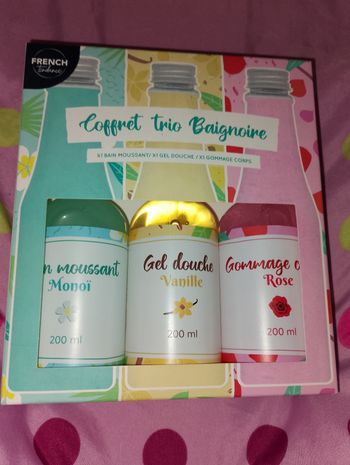 FRENCH
Tendance
Coffret trio Baignoire
X1 BAIN MOUSSANT/ X1 GEL DOUCHE / X1 GOMMAGE CORPS
n moussant
Monoï
200 ml
Gel douche
Vanille
200 ml
Gommage c
Rose
200 ml